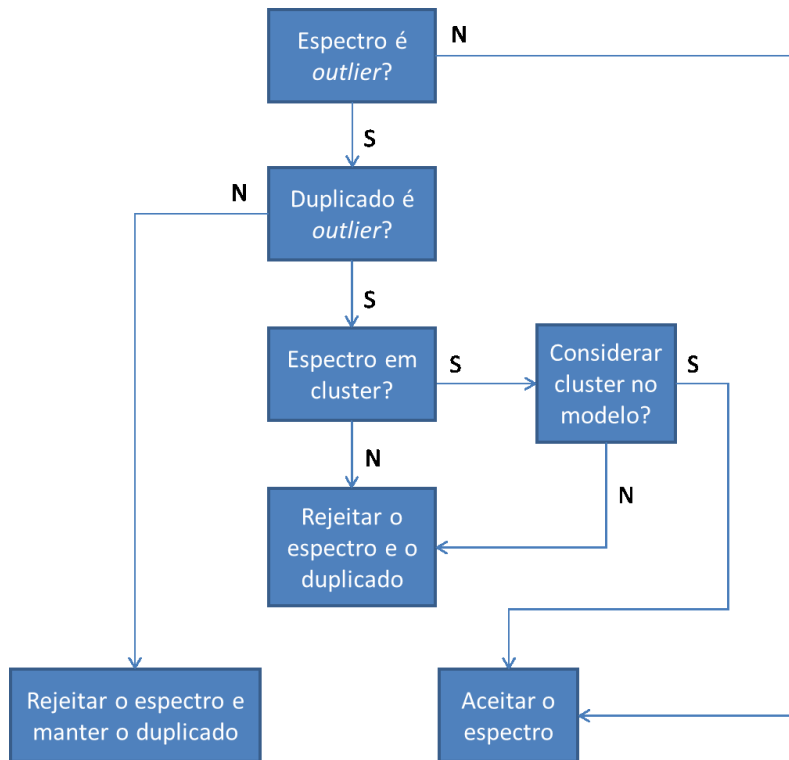 Espectro é
outlier?
N
S
N
Duplicado é
outlier?
S
Espectro em
cluster?
S
Considerar
cluster no
modelo?
S
N
N
Rejeitar o
espectro e o
duplicado
Rejeitar o espectro e
manter o duplicado
Aceitar o
espectro